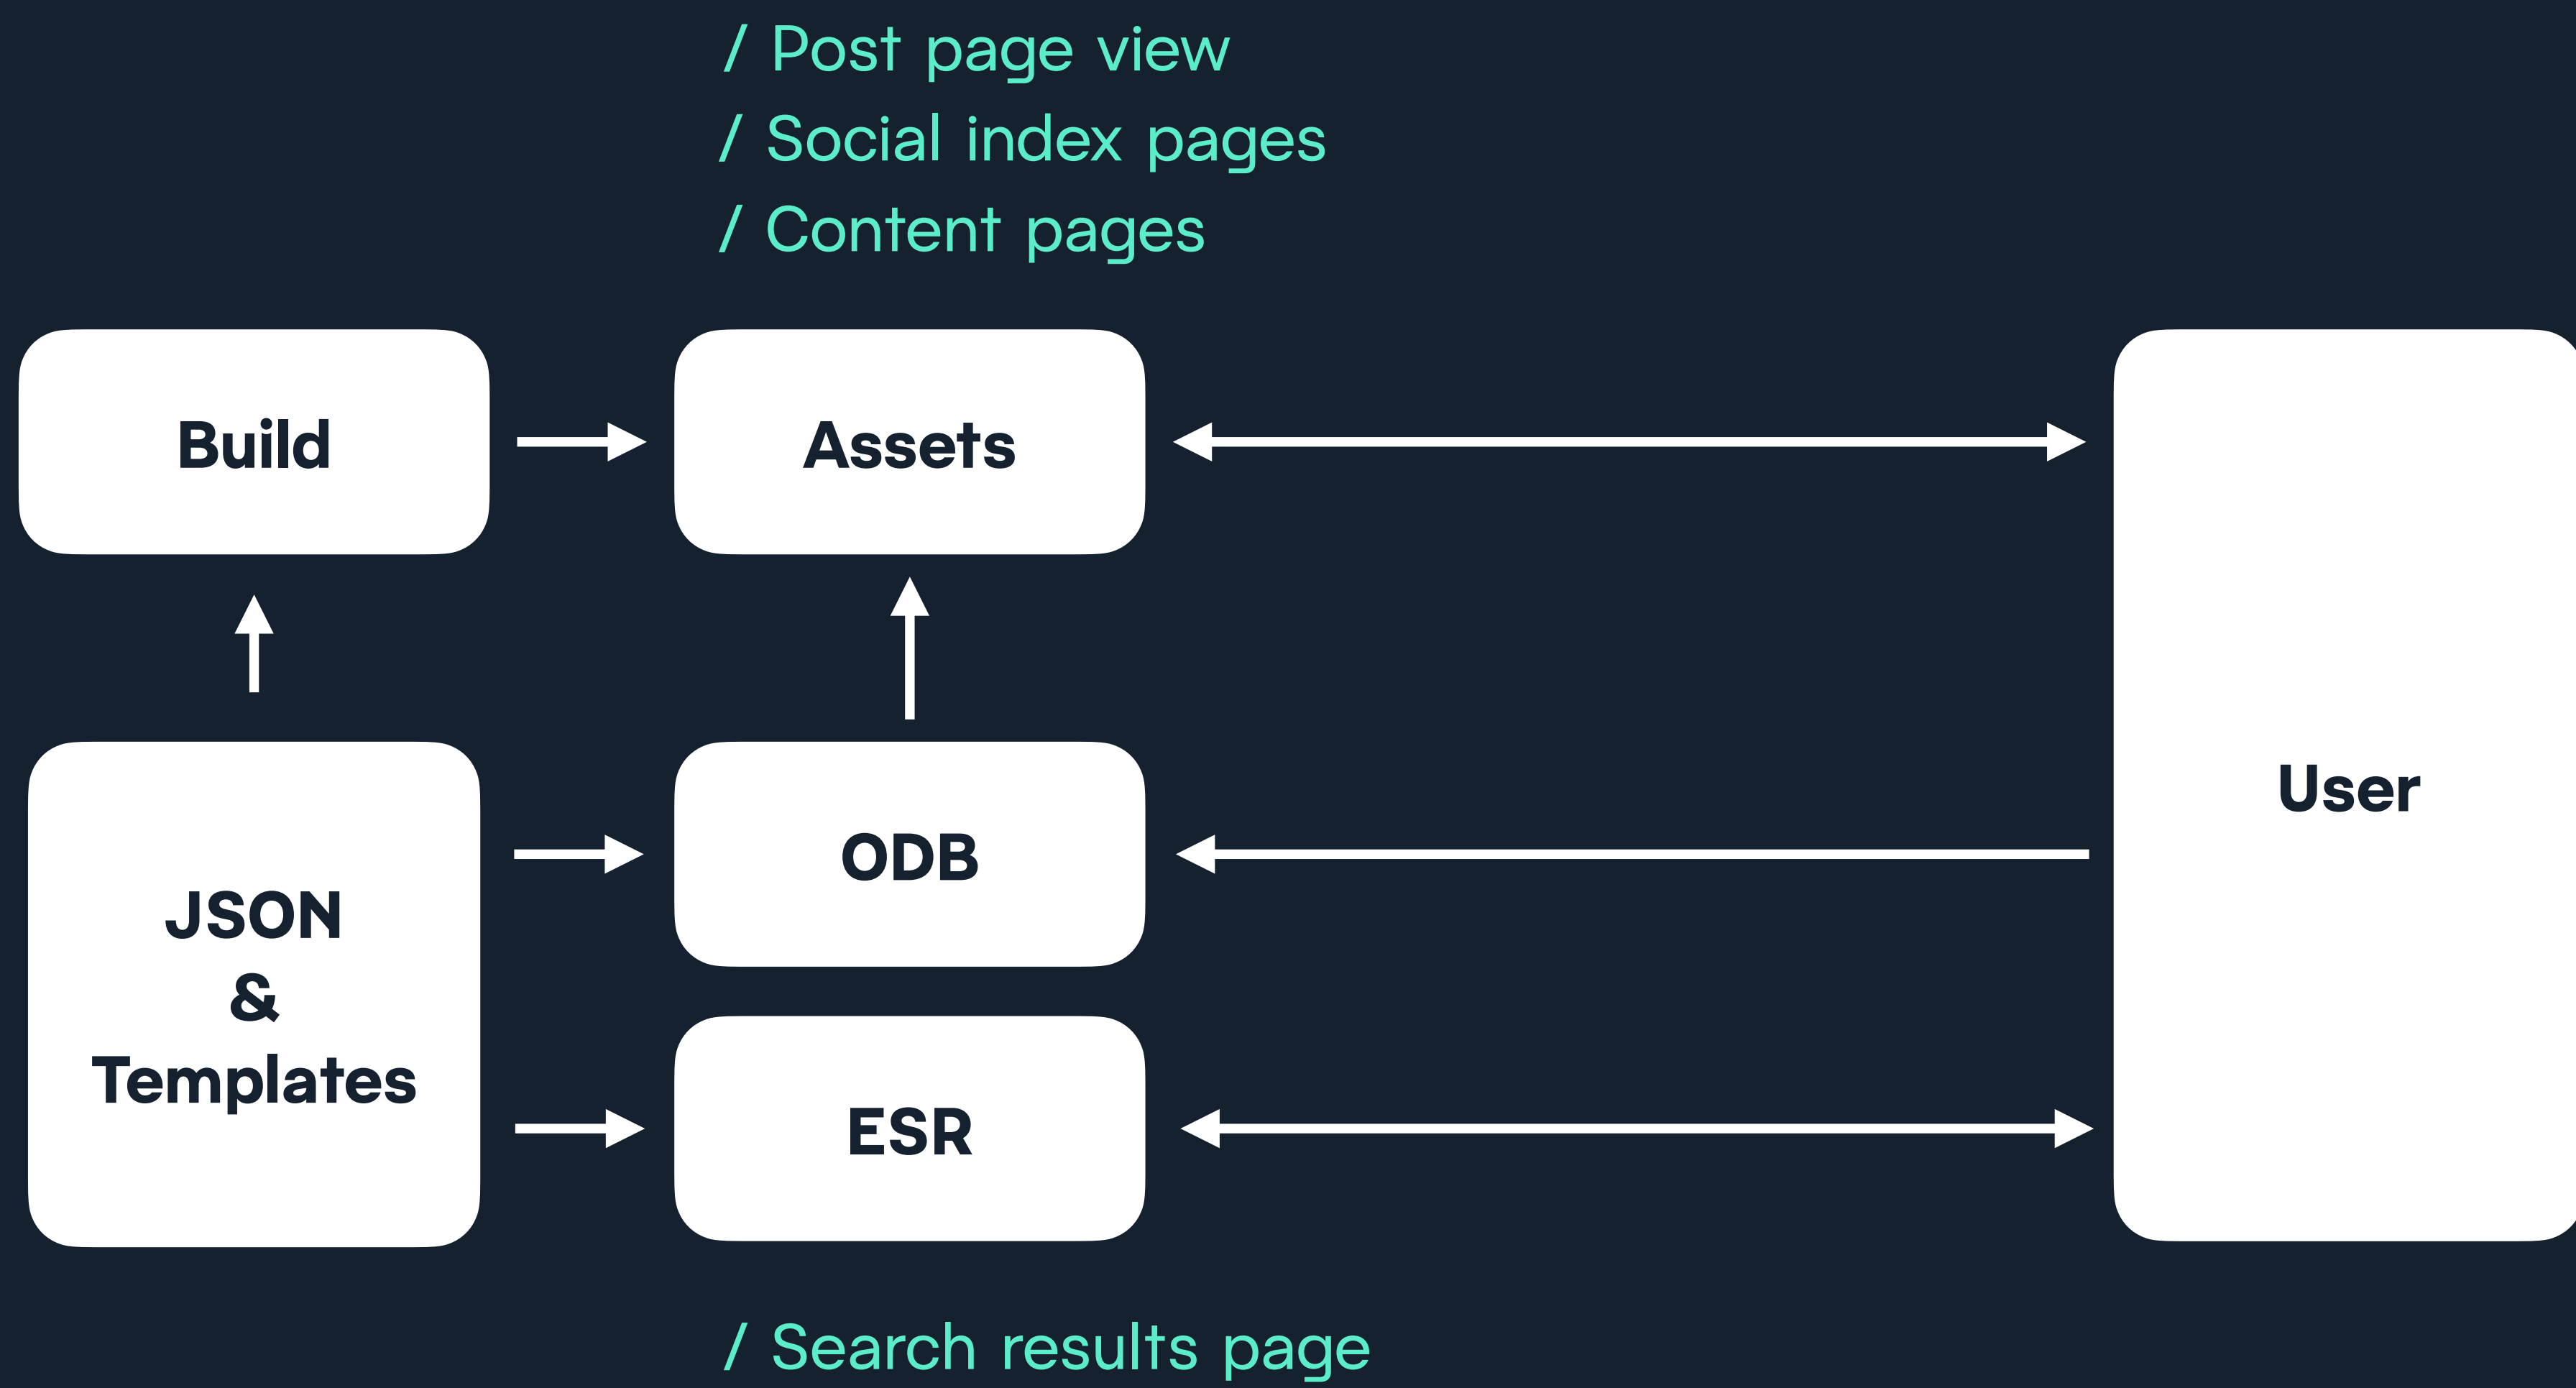 / Post page view
/ Social index pages
/ Content pages
Build
Assets
User
JSON
&
Templates
ODB
ESR
/ Search results page